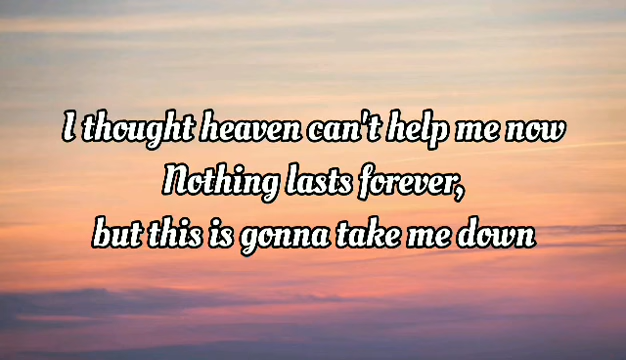 I thought heaven can't help me now
Nothing lasts forever,
but this is gonna take me down